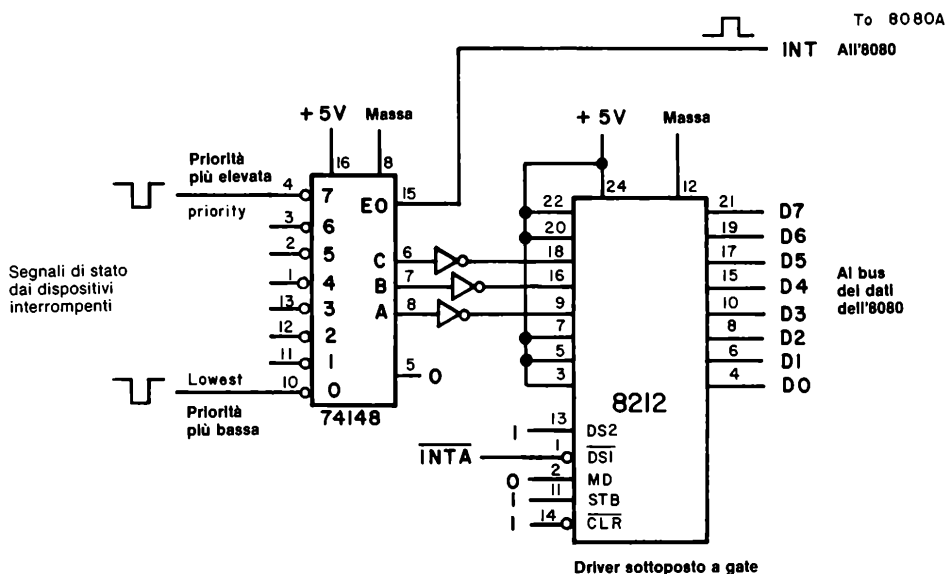 To 8080A
INT All'8080
+ 5V Massa
16 8
Priorità
più elevata
priority
4 7 EO 15
3 6
2 5
1 4
13 3
12 2
11 1
10 0
C 6
B 7
A 8
5 0
74148
Segnali di stato
dai dispositivi
interrompenti
Lowest
Priorità
più bassa
+ 5V Massa
24 12
22 21 D7
20 19 D6
18 17 D5
16 15 D4
9 10 D3
7 8 D2
5 6 D1
3 4 D0
Al bus
dei dati
dell'8080
8212
1 13 DS2
INTA 1 DS1
0 2 MD
1 11 STB
1 14 CLR
Driver sottoposto a gate